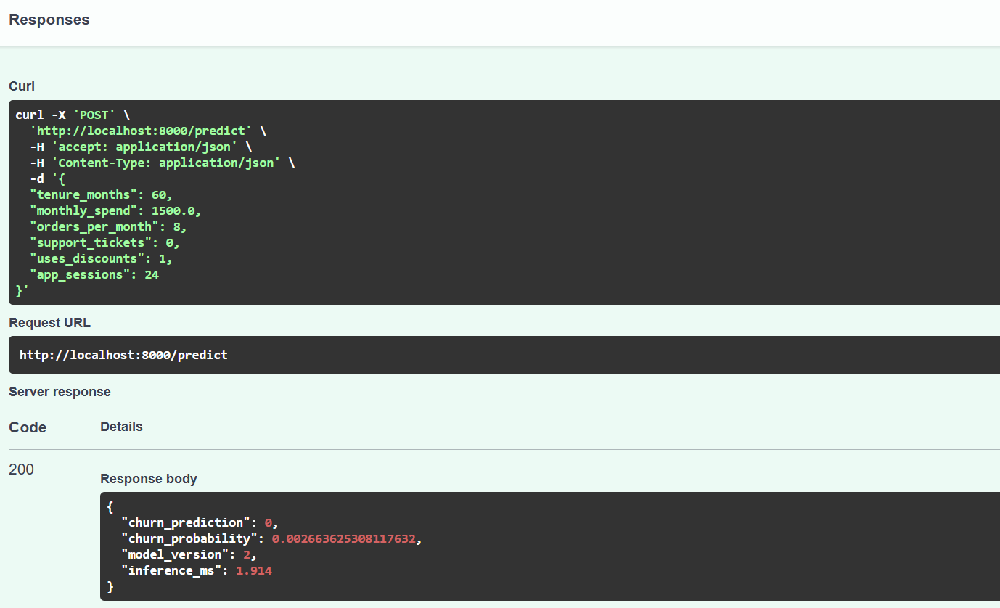 Responses
Curl
curl -X 'POST' \
  'http://localhost:8000/predict' \
  -H 'accept: application/json' \
  -H 'Content-Type: application/json' \
  -d '{
  "tenure_months": 60,
  "monthly_spend": 1500.0,
  "orders_per_month": 8,
  "support_tickets": 0,
  "uses_discounts": 1,
  "app_sessions": 24
}'
Request URL
http://localhost:8000/predict
Server response
Code Details
200
Response body
{
  "churn_prediction": 0,
  "churn_probability": 0.002663625308117632,
  "model_version": 2,
  "inference_ms": 1.914
}